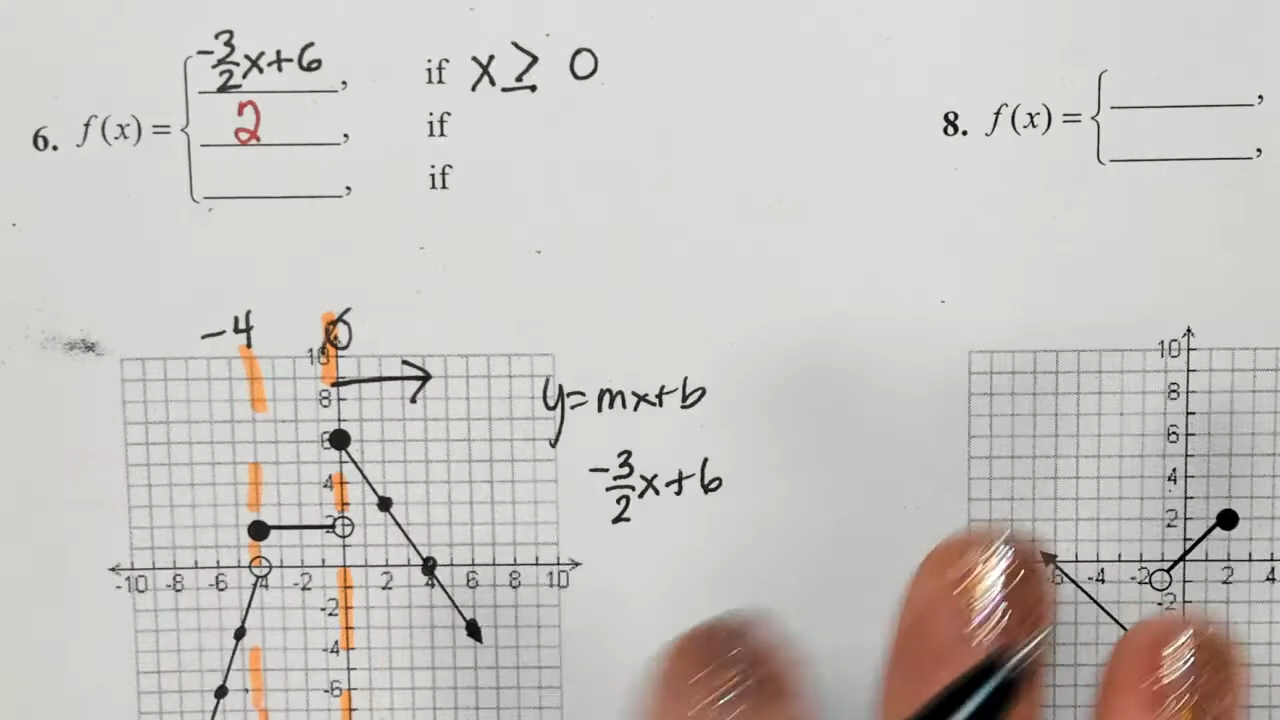 -3/2x+6, if x ≥ 0
6. f(x) = { 2, if
, if
8. f(x) = { ,
,
-4 0
10
8
6
4
2
-10 -8 -6 -4 -2 2 4 6 8 10
-2
-4
-6
y=mx+b
-3/2x+6
10
8
6
4
2
-4 -2 2 4
-2